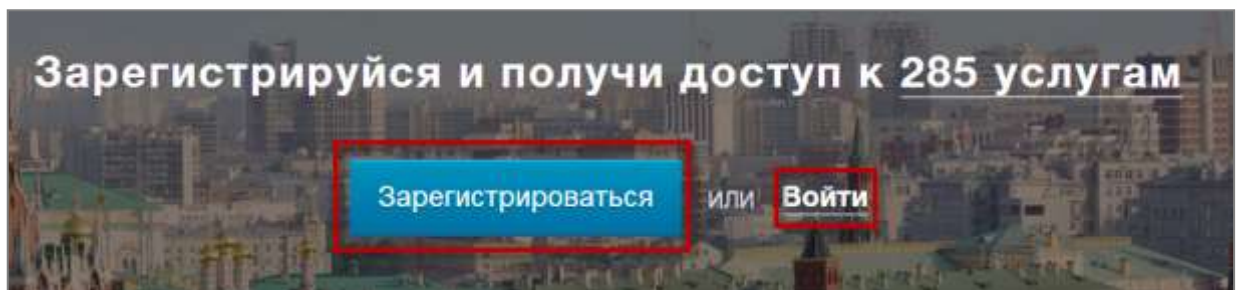 Зарегистрируйся и получи доступ к 285 услугам
Зарегистрироваться или Войти